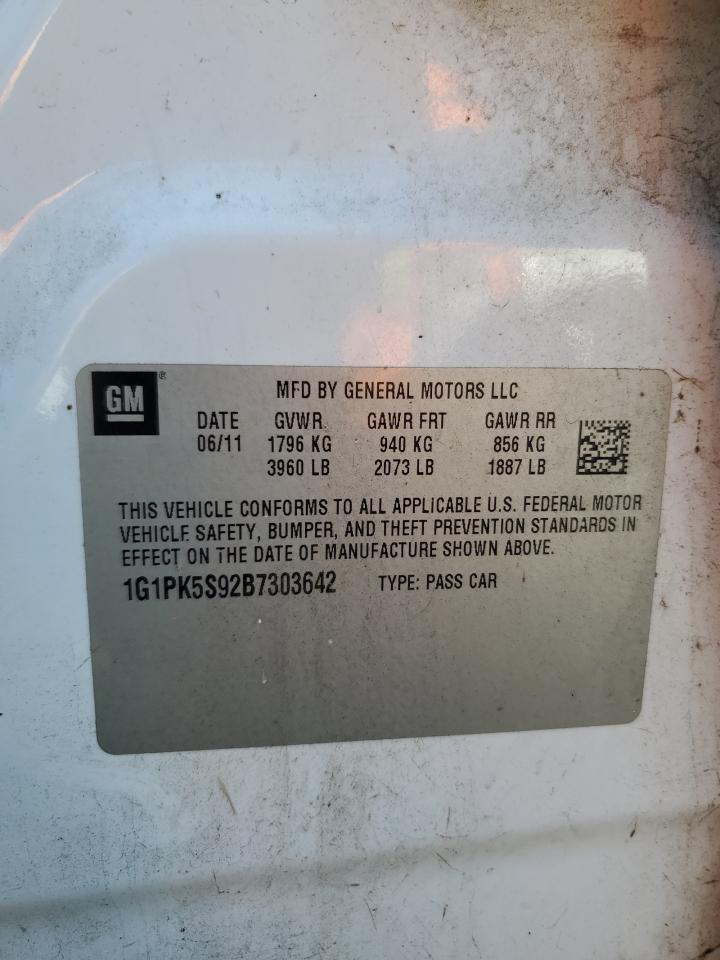 GM ®
MFD BY GENERAL MOTORS LLC
DATE GVWR GAWR FRT GAWR RR
06/11 1796 KG 940 KG 856 KG
3960 LB 2073 LB 1887 LB
THIS VEHICLE CONFORMS TO ALL APPLICABLE U.S. FEDERAL MOTOR
VEHICLE SAFETY, BUMPER, AND THEFT PREVENTION STANDARDS IN
EFFECT ON THE DATE OF MANUFACTURE SHOWN ABOVE.
1G1PK5S92B7303642 TYPE: PASS CAR